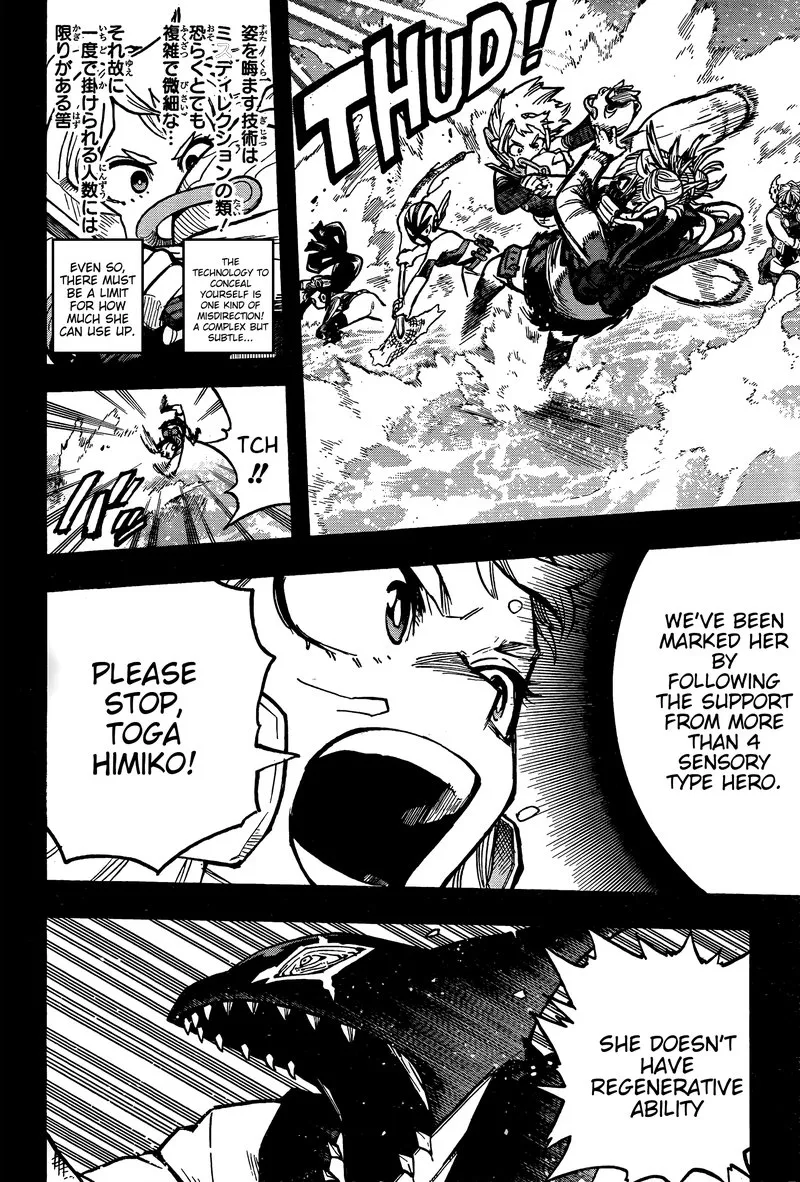 THUD!
姿を晦ます技術は
ミスディレクションの類!
恐らくとても
複雑で微細な…
それ故に
一度で掛けられる人数には
限りがある筈
THE
TECHNOLOGY TO
CONCEAL
YOURSELF IS
ONE KIND OF
MISDIRECTION!
A COMPLEX BUT
SUBTLE...
EVEN SO,
THERE MUST
BE A LIMIT FOR
HOW MUCH SHE
CAN USE UP.
TCH
!!
WE'VE BEEN
MARKED HER
BY
FOLLOWING
THE SUPPORT
FROM MORE
THAN 4
SENSORY
TYPE HERO.
PLEASE
STOP,
TOGA
HIMIKO!
SHE DOESN'T
HAVE
REGENERATIVE
ABILITY